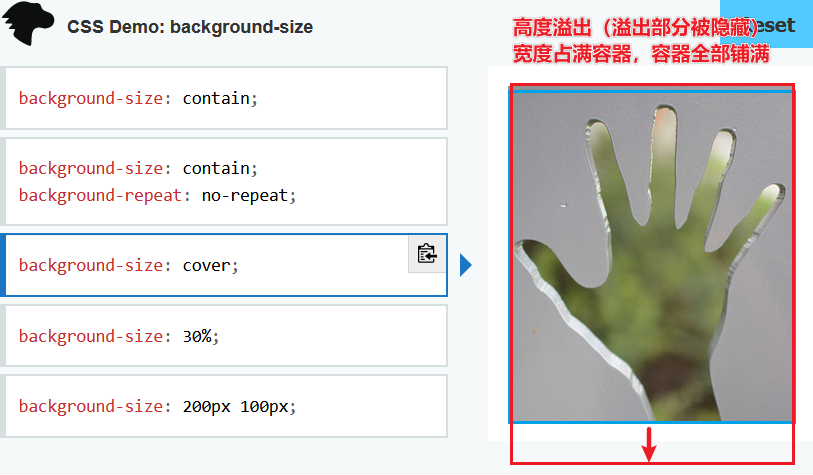 CSS Demo: background-size
高度溢出（溢出部分被隐藏）
宽度占满容器，容器全部铺满
background-size: contain;
background-size: contain;
background-repeat: no-repeat;
background-size: cover;
background-size: 30%;
background-size: 200px 100px;